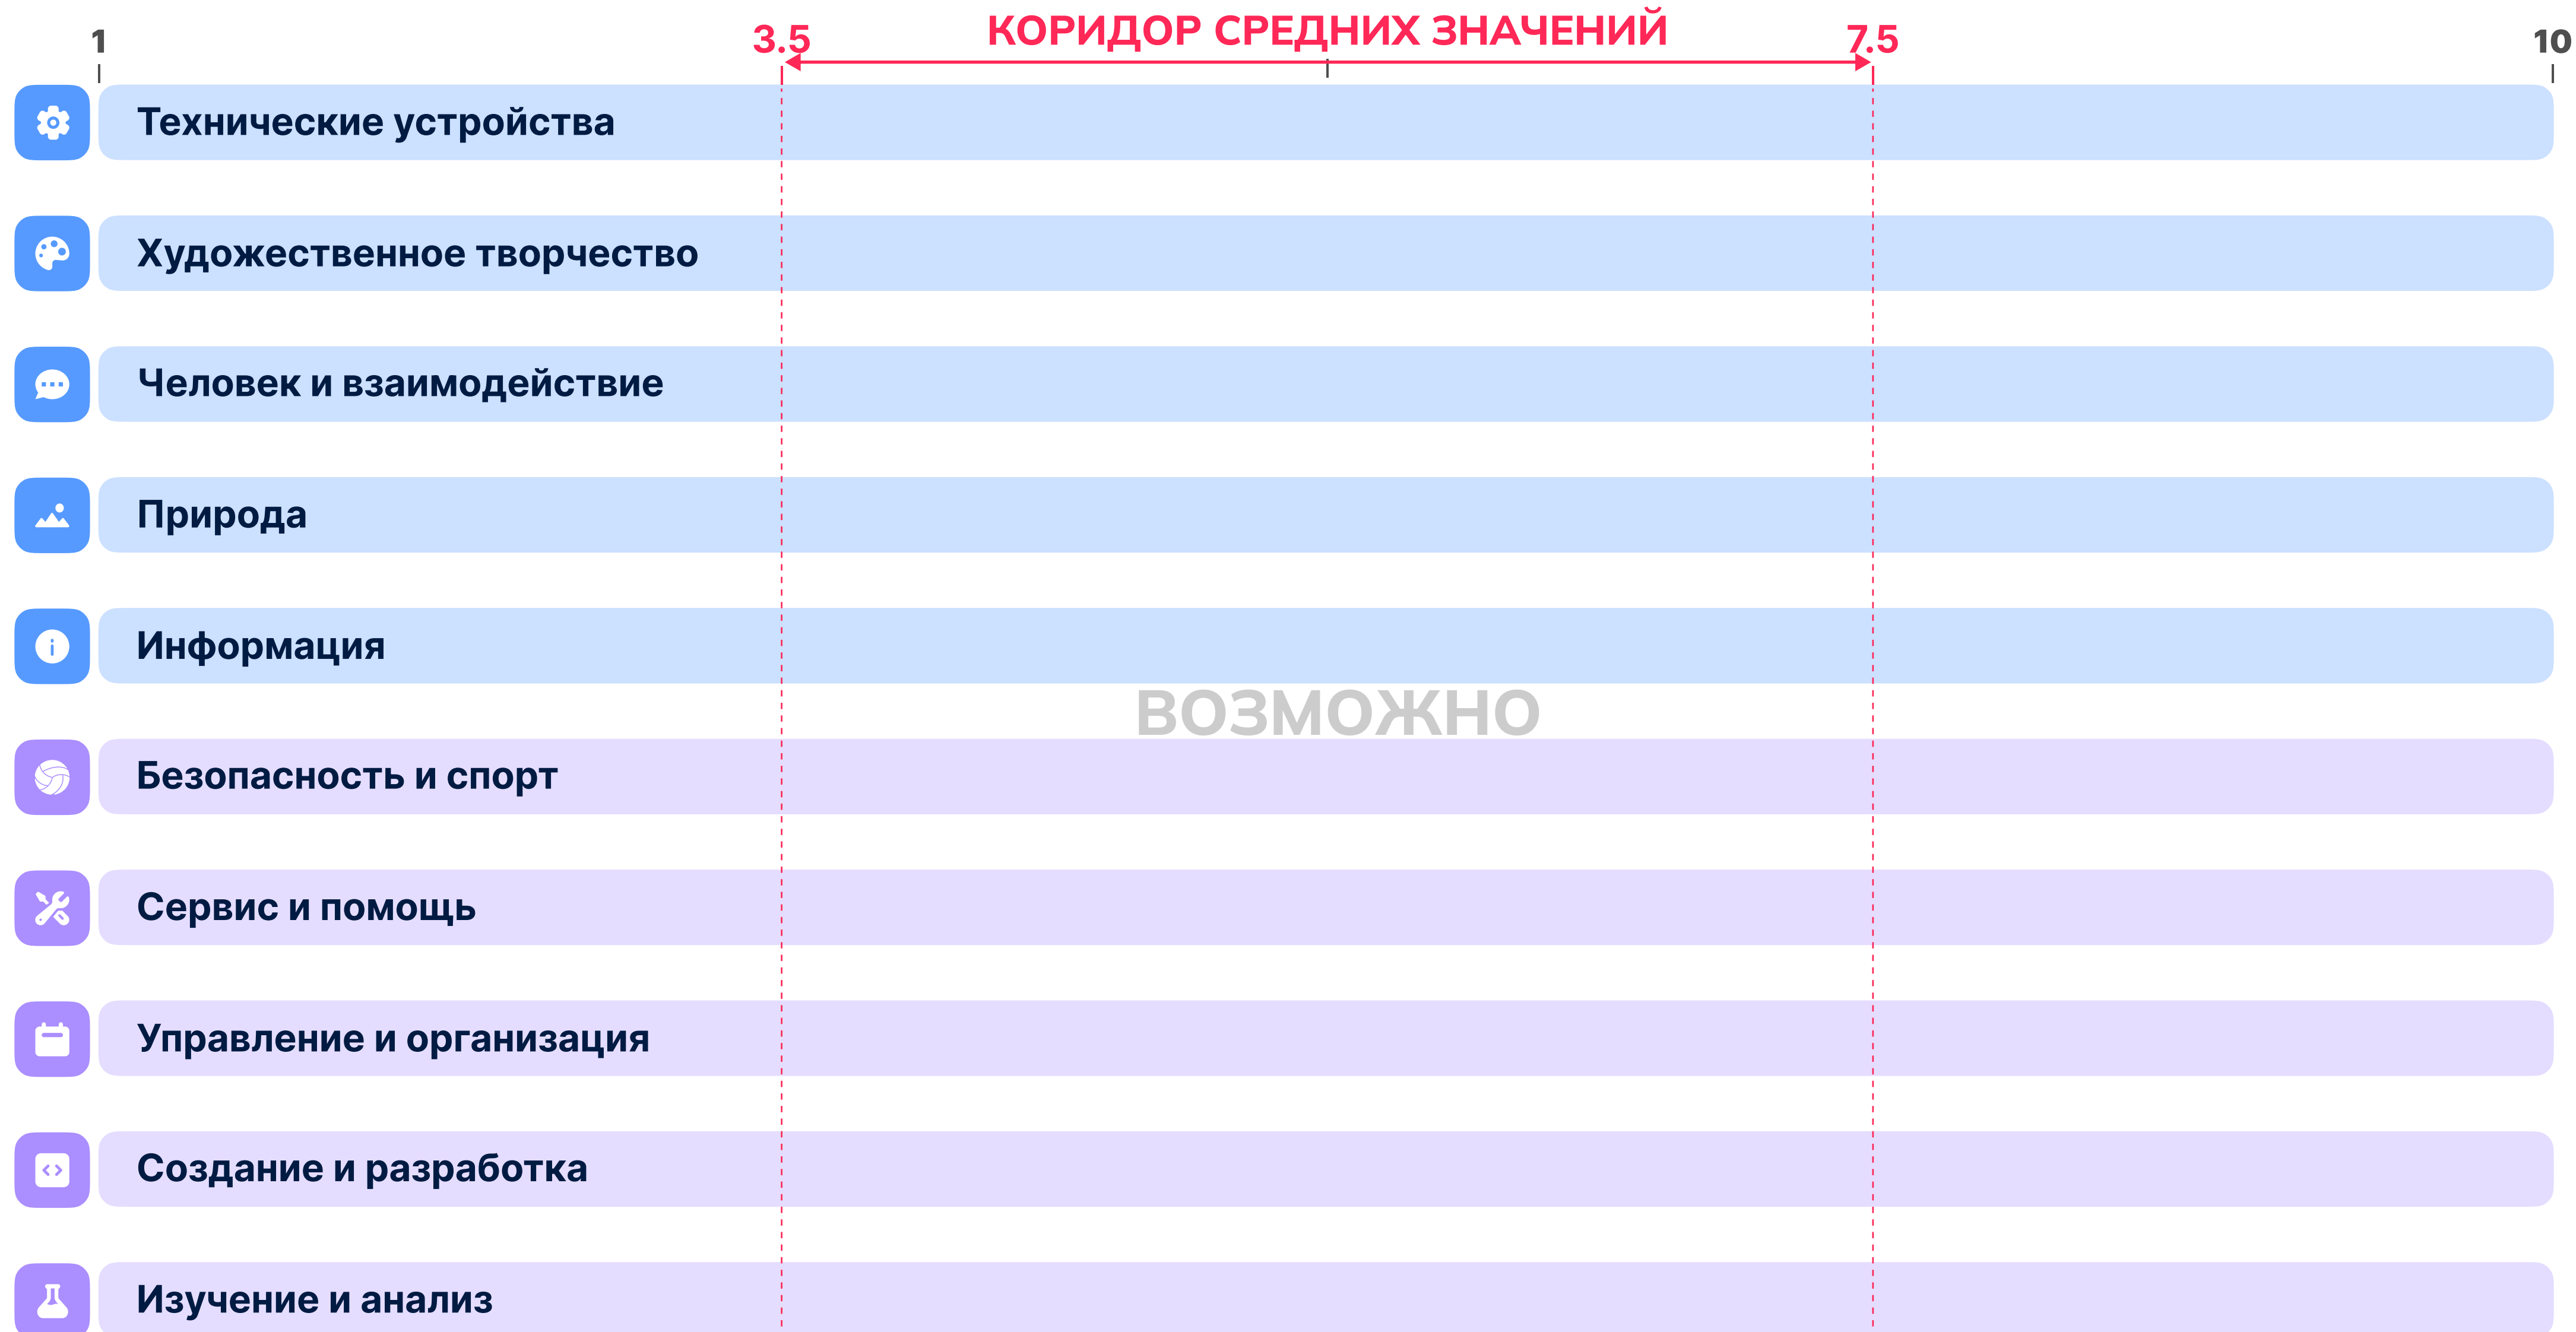 КОРИДОР СРЕДНИХ ЗНАЧЕНИЙ
1 3.5 7.5 10
Технические устройства
Художественное творчество
Человек и взаимодействие
Природа
Информация
ВОЗМОЖНО
Безопасность и спорт
Сервис и помощь
Управление и организация
Создание и разработка
Изучение и анализ